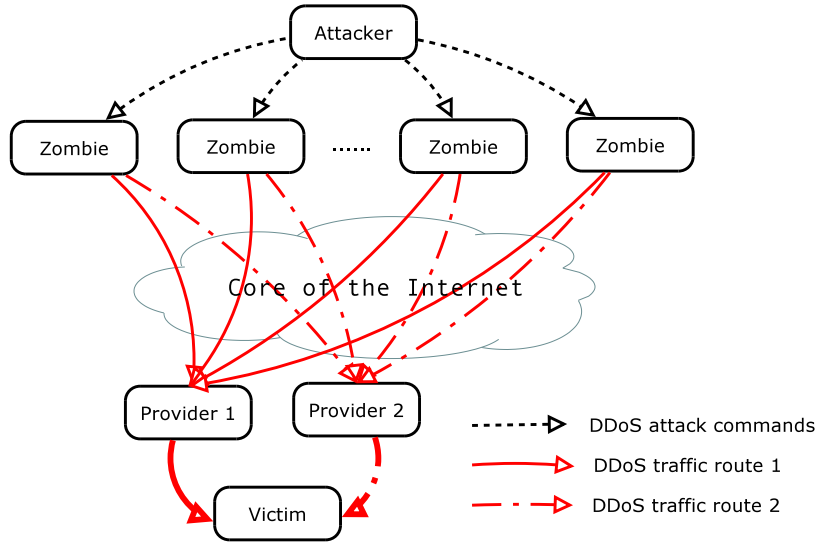 Attacker
Zombie
Zombie
......
Zombie
Zombie
Core of the Internet
Provider 1
Provider 2
Victim
DDoS attack commands
DDoS traffic route 1
DDoS traffic route 2